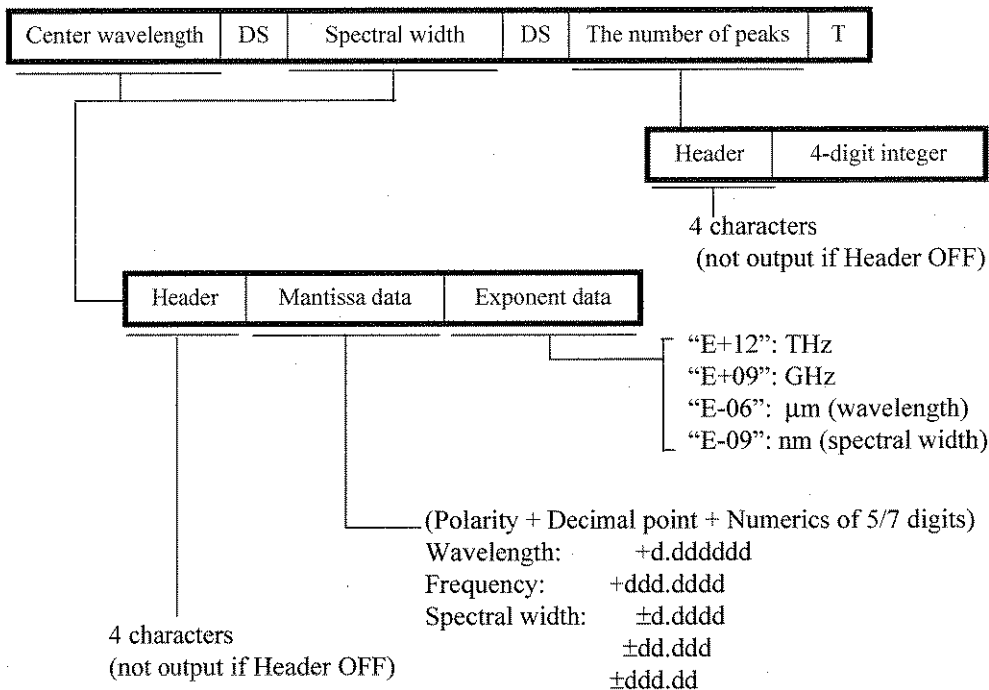 Center wavelength DS Spectral width DS The number of peaks T
Header 4-digit integer
4 characters
(not output if Header OFF)
Header Mantissa data Exponent data
“E+12”: THz
“E+09”: GHz
“E-06”: μm (wavelength)
“E-09”: nm (spectral width)
(Polarity + Decimal point + Numerics of 5/7 digits)
Wavelength: +d.dddddd
Frequency: +ddd.dddd
Spectral width: ±d.dddd
±dd.ddd
±ddd.dd
4 characters
(not output if Header OFF)